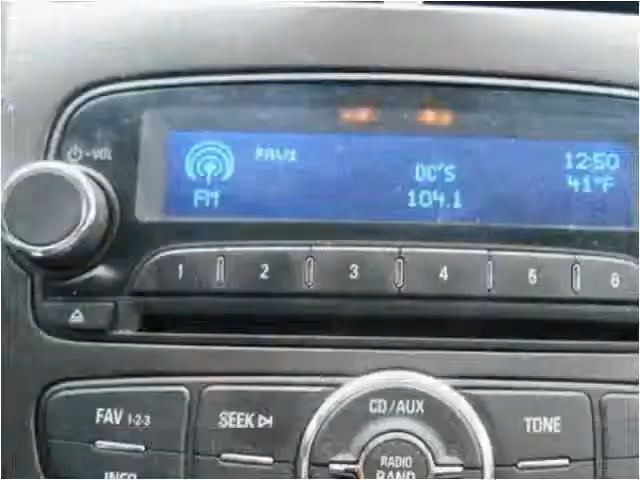 VOL
FAV1
DC'S
12:50
41°F
FM
104.1
1 2 3 4 5 6
CD/AUX
FAV 1-2-3
SEEK
TONE
RADIO
BAND
INFO